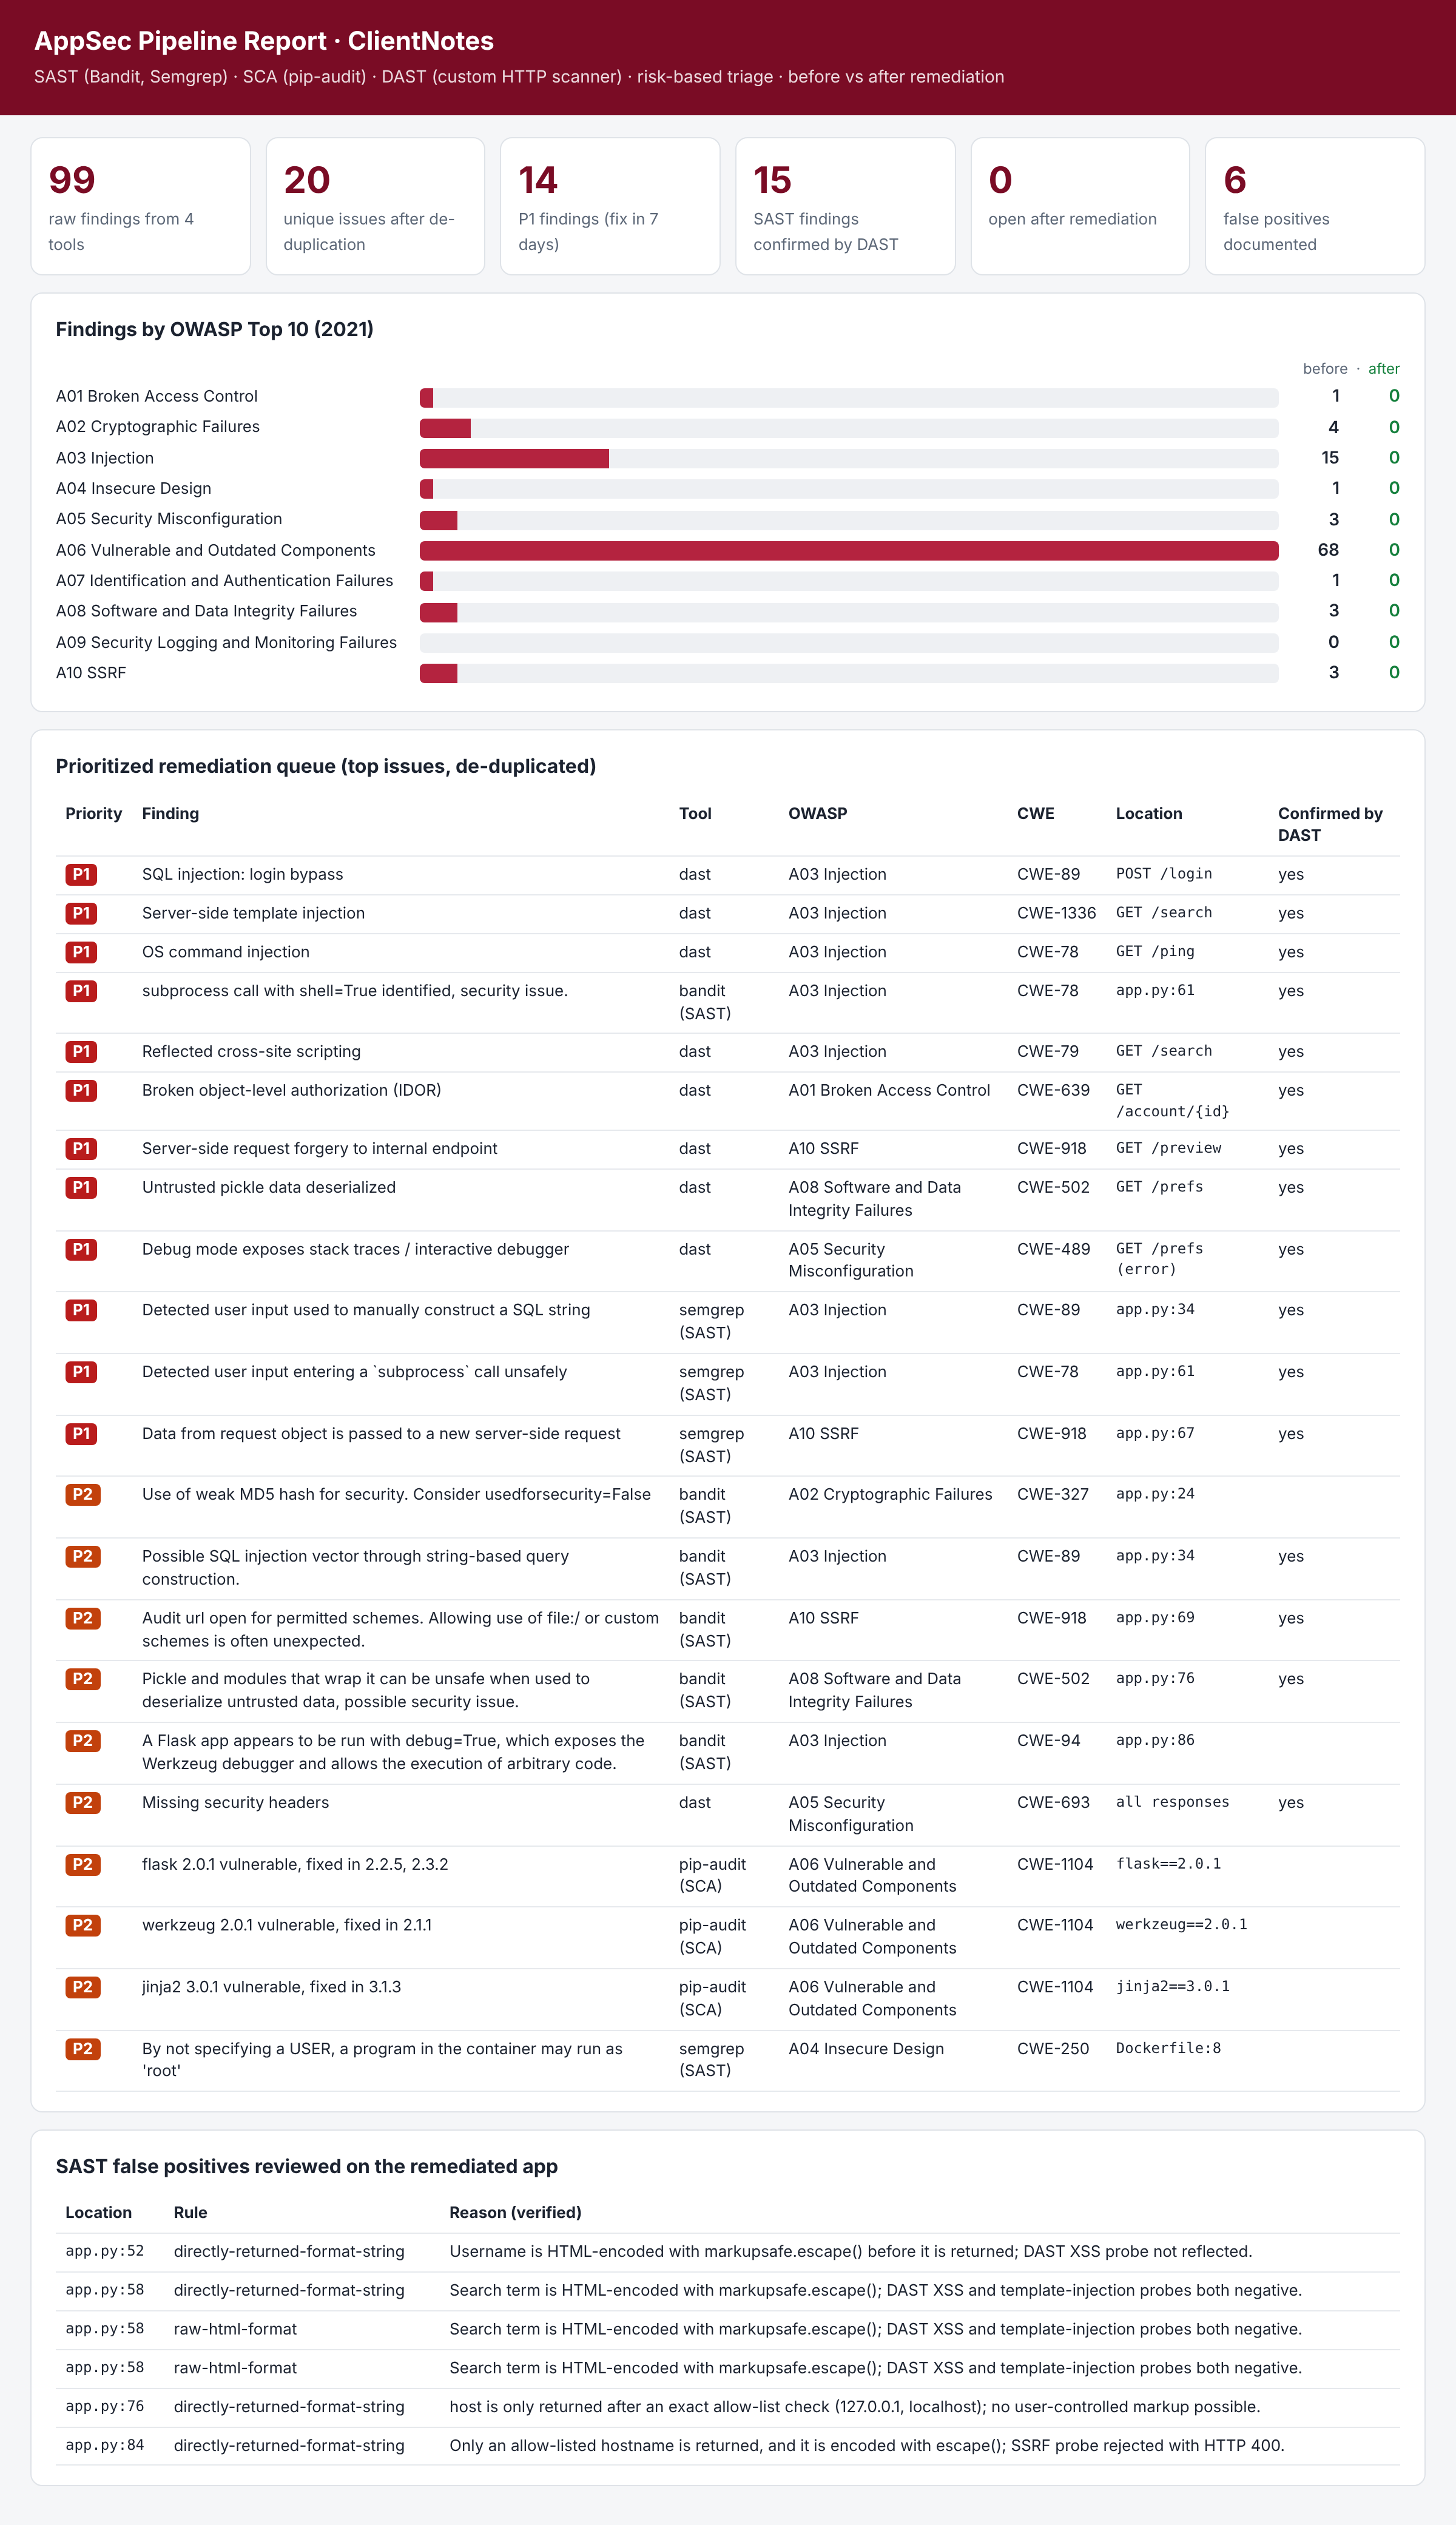 AppSec Pipeline Report · ClientNotes
SAST (Bandit, Semgrep) · SCA (pip-audit) · DAST (custom HTTP scanner) · risk-based triage · before vs after remediation
99
raw findings from 4
tools
20
unique issues after de-
duplication
14
P1 findings (fix in 7
days)
15
SAST findings
confirmed by DAST
0
open after remediation
6
false positives
documented
Findings by OWASP Top 10 (2021)
before · after
A01 Broken Access Control 1 0
A02 Cryptographic Failures 4 0
A03 Injection 15 0
A04 Insecure Design 1 0
A05 Security Misconfiguration 3 0
A06 Vulnerable and Outdated Components 68 0
A07 Identification and Authentication Failures 1 0
A08 Software and Data Integrity Failures 3 0
A09 Security Logging and Monitoring Failures 0 0
A10 SSRF 3 0
Prioritized remediation queue (top issues, de-duplicated)
Priority Finding Tool OWASP CWE Location Confirmed by
DAST
P1 SQL injection: login bypass dast A03 Injection CWE-89 POST /login yes
P1 Server-side template injection dast A03 Injection CWE-1336 GET /search yes
P1 OS command injection dast A03 Injection CWE-78 GET /ping yes
P1 subprocess call with shell=True identified, security issue. bandit A03 Injection CWE-78 app.py:61 yes
(SAST)
P1 Reflected cross-site scripting dast A03 Injection CWE-79 GET /search yes
P1 Broken object-level authorization (IDOR) dast A01 Broken Access Control CWE-639 GET yes
/account/{id}
P1 Server-side request forgery to internal endpoint dast A10 SSRF CWE-918 GET /preview yes
P1 Untrusted pickle data deserialized dast A08 Software and Data CWE-502 GET /prefs yes
Integrity Failures
P1 Debug mode exposes stack traces / interactive debugger dast A05 Security CWE-489 GET /prefs yes
Misconfiguration (error)
P1 Detected user input used to manually construct a SQL string semgrep A03 Injection CWE-89 app.py:34 yes
(SAST)
P1 Detected user input entering a `subprocess` call unsafely semgrep A03 Injection CWE-78 app.py:61 yes
(SAST)
P1 Data from request object is passed to a new server-side request semgrep A10 SSRF CWE-918 app.py:67 yes
(SAST)
P2 Use of weak MD5 hash for security. Consider usedforsecurity=False bandit A02 Cryptographic Failures CWE-327 app.py:24
(SAST)
P2 Possible SQL injection vector through string-based query bandit A03 Injection CWE-89 app.py:34 yes
construction. (SAST)
P2 Audit url open for permitted schemes. Allowing use of file:/ or custom bandit A10 SSRF CWE-918 app.py:69 yes
schemes is often unexpected. (SAST)
P2 Pickle and modules that wrap it can be unsafe when used to bandit A08 Software and Data CWE-502 app.py:76 yes
deserialize untrusted data, possible security issue. (SAST) Integrity Failures
P2 A Flask app appears to be run with debug=True, which exposes the bandit A03 Injection CWE-94 app.py:86
Werkzeug debugger and allows the execution of arbitrary code. (SAST)
P2 Missing security headers dast A05 Security CWE-693 all responses yes
Misconfiguration
P2 flask 2.0.1 vulnerable, fixed in 2.2.5, 2.3.2 pip-audit A06 Vulnerable and CWE-1104 flask==2.0.1
(SCA) Outdated Components
P2 werkzeug 2.0.1 vulnerable, fixed in 2.1.1 pip-audit A06 Vulnerable and CWE-1104 werkzeug==2.0.1
(SCA) Outdated Components
P2 jinja2 3.0.1 vulnerable, fixed in 3.1.3 pip-audit A06 Vulnerable and CWE-1104 jinja2==3.0.1
(SCA) Outdated Components
P2 By not specifying a USER, a program in the container may run as semgrep A04 Insecure Design CWE-250 Dockerfile:8
'root' (SAST)
SAST false positives reviewed on the remediated app
Location Rule Reason (verified)
app.py:52 directly-returned-format-string Username is HTML-encoded with markupsafe.escape() before it is returned; DAST XSS probe not reflected.
app.py:58 directly-returned-format-string Search term is HTML-encoded with markupsafe.escape(); DAST XSS and template-injection probes both negative.
app.py:58 raw-html-format Search term is HTML-encoded with markupsafe.escape(); DAST XSS and template-injection probes both negative.
app.py:58 raw-html-format Search term is HTML-encoded with markupsafe.escape(); DAST XSS and template-injection probes both negative.
app.py:76 directly-returned-format-string host is only returned after an exact allow-list check (127.0.0.1, localhost); no user-controlled markup possible.
app.py:84 directly-returned-format-string Only an allow-listed hostname is returned, and it is encoded with escape(); SSRF probe rejected with HTTP 400.